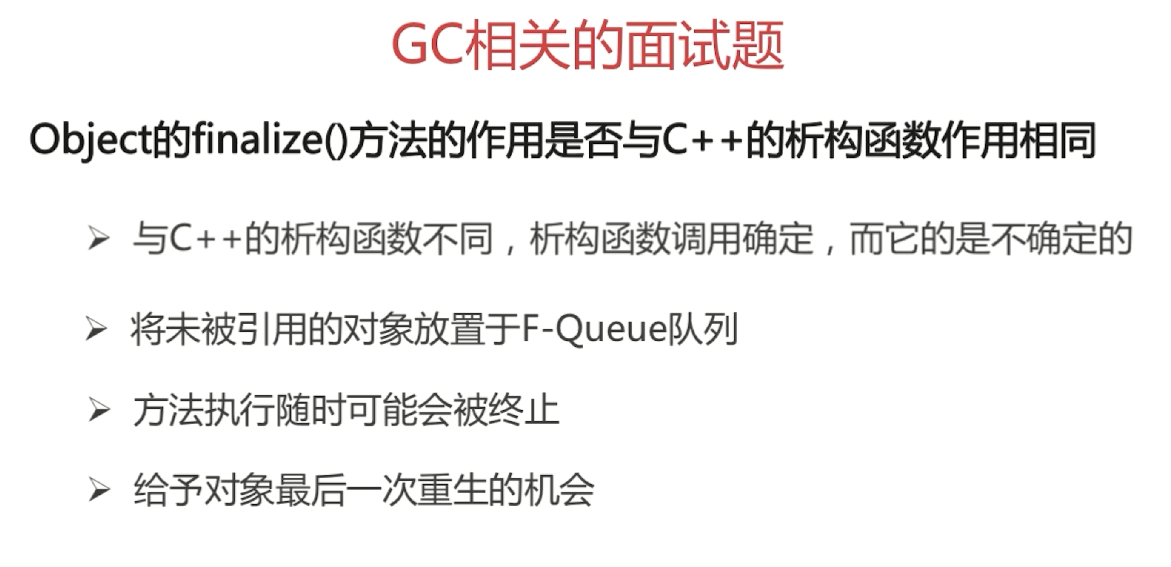 GC相关的面试题
Object的finalize()方法的作用是否与C++的析构函数作用相同
➢ 与C++的析构函数不同，析构函数调用确定，而它的是不确定的
➢ 将未被引用的对象放置于F-Queue队列
➢ 方法执行随时可能会被终止
➢ 给予对象最后一次重生的机会